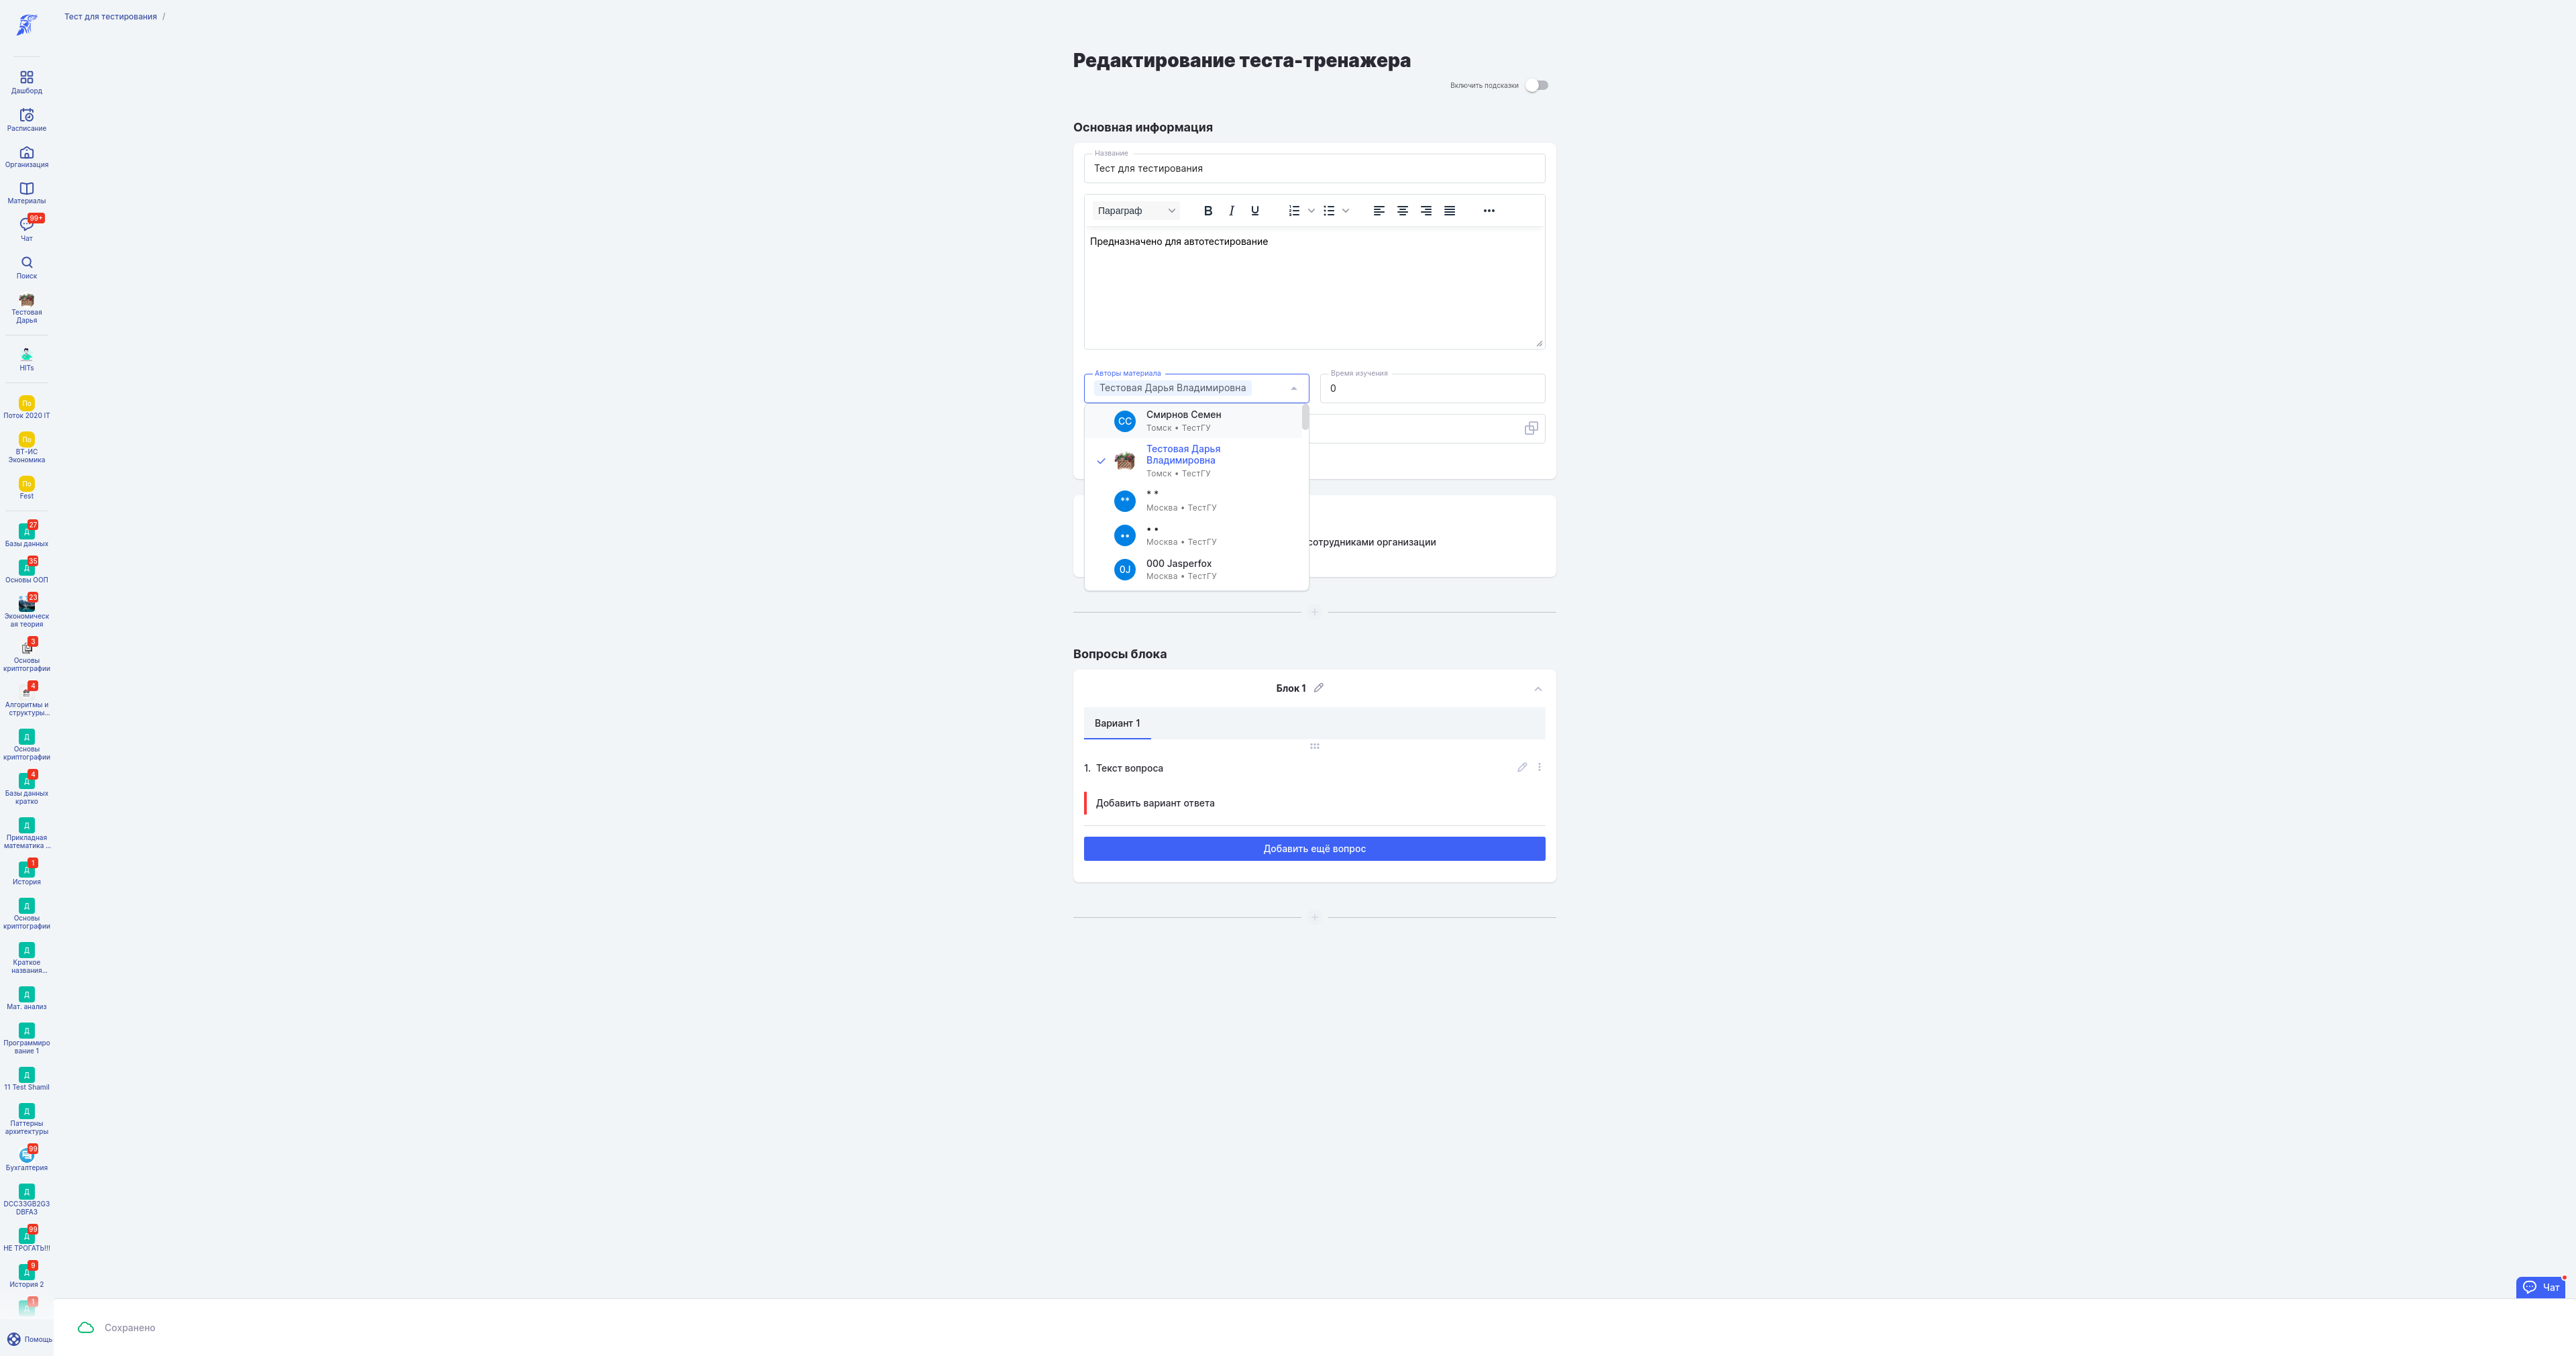 Тест для тестирования /
Дашборд
Расписание
Организация
Материалы
99+
Чат
Поиск
Тестовая
Дарья
HITs
По
Поток 2020 IT
По
ВТ-ИС
Экономика
По
Fest
27
Д
Базы данных
35
Д
Основы ООП
23
Экономическ
ая теория
3
Основы
криптографии
4
Алгоритмы и
структуры...
Д
Основы
криптографии
4
Д
Базы данных
кратко
Д
Прикладная
математика ...
1
Д
История
Д
Основы
криптографии
Д
Краткое
названия...
Д
Мат. анализ
Д
Программиро
вание 1
Д
11 Test Shamil
Д
Паттерны
архитектуры
99
Бухгалтерия
Д
DCC33GB2G3
DBFA3
99
Д
НЕ ТРОГАТЬ!!!
9
Д
История 2
1
Д
Помощь
Редактирование теста-тренажера
Включить подсказки
Основная информация
Название
Тест для тестирования
Параграф
Предназначено для автотестирование
Авторы материала
Тестовая Дарья Владимировна
Время изучения
0
СС
Смирнов Семен
Томск • ТестГУ
Тестовая Дарья
Владимировна
Томск • ТестГУ
**
* *
Москва • ТестГУ
••
• •
Москва • ТестГУ
0J
000 Jasperfox
Москва • ТестГУ
сотрудниками организации
Вопросы блока
Блок 1
Вариант 1
1. Текст вопроса
Добавить вариант ответа
Добавить ещё вопрос
Чат
Сохранено